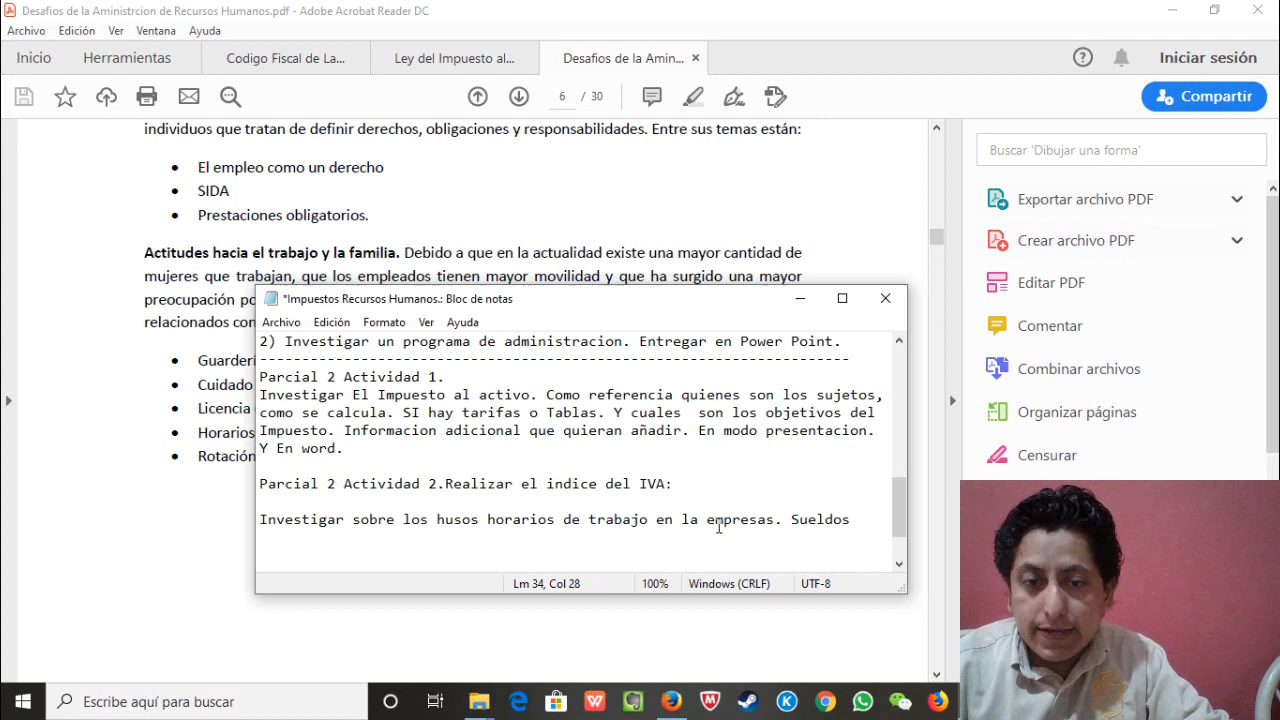 Desafios de la Aministrcion de Recursos Humanos.pdf - Adobe Acrobat Reader DC
Archivo Edición Ver Ventana Ayuda
Inicio Herramientas Codigo Fiscal de La... Ley del Impuesto al... Desafios de la Amin... × Iniciar sesión
6 / 30 Compartir
individuos que tratan de definir derechos, obligaciones y responsabilidades. Entre sus temas están:
• El empleo como un derecho
• SIDA
• Prestaciones obligatorios.
Actitudes hacia el trabajo y la familia. Debido a que en la actualidad existe una mayor cantidad de
mujeres que trabajan, que los empleados tienen mayor movilidad y que ha surgido una mayor
preocupación po
relacionados con
• Guarderí
• Cuidado
• Licencia
• Horarios
• Rotación
*Impuestos Recursos Humanos.: Bloc de notas
Archivo Edición Formato Ver Ayuda
2) Investigar un programa de administracion. Entregar en Power Point.
----------------------------------------------------------------------
Parcial 2 Actividad 1.
Investigar El Impuesto al activo. Como referencia quienes son los sujetos,
como se calcula. SI hay tarifas o Tablas. Y cuales  son los objetivos del
Impuesto. Informacion adicional que quieran añadir. En modo presentacion.
Y En word.
Parcial 2 Actividad 2.Realizar el indice del IVA:
Investigar sobre los husos horarios de trabajo en la empresas. Sueldos
Lm 34, Col 28 100% Windows (CRLF) UTF-8
Buscar 'Dibujar una forma'
Exportar archivo PDF
Crear archivo PDF
Editar PDF
Comentar
Combinar archivos
Organizar páginas
Censurar
Escribe aquí para buscar